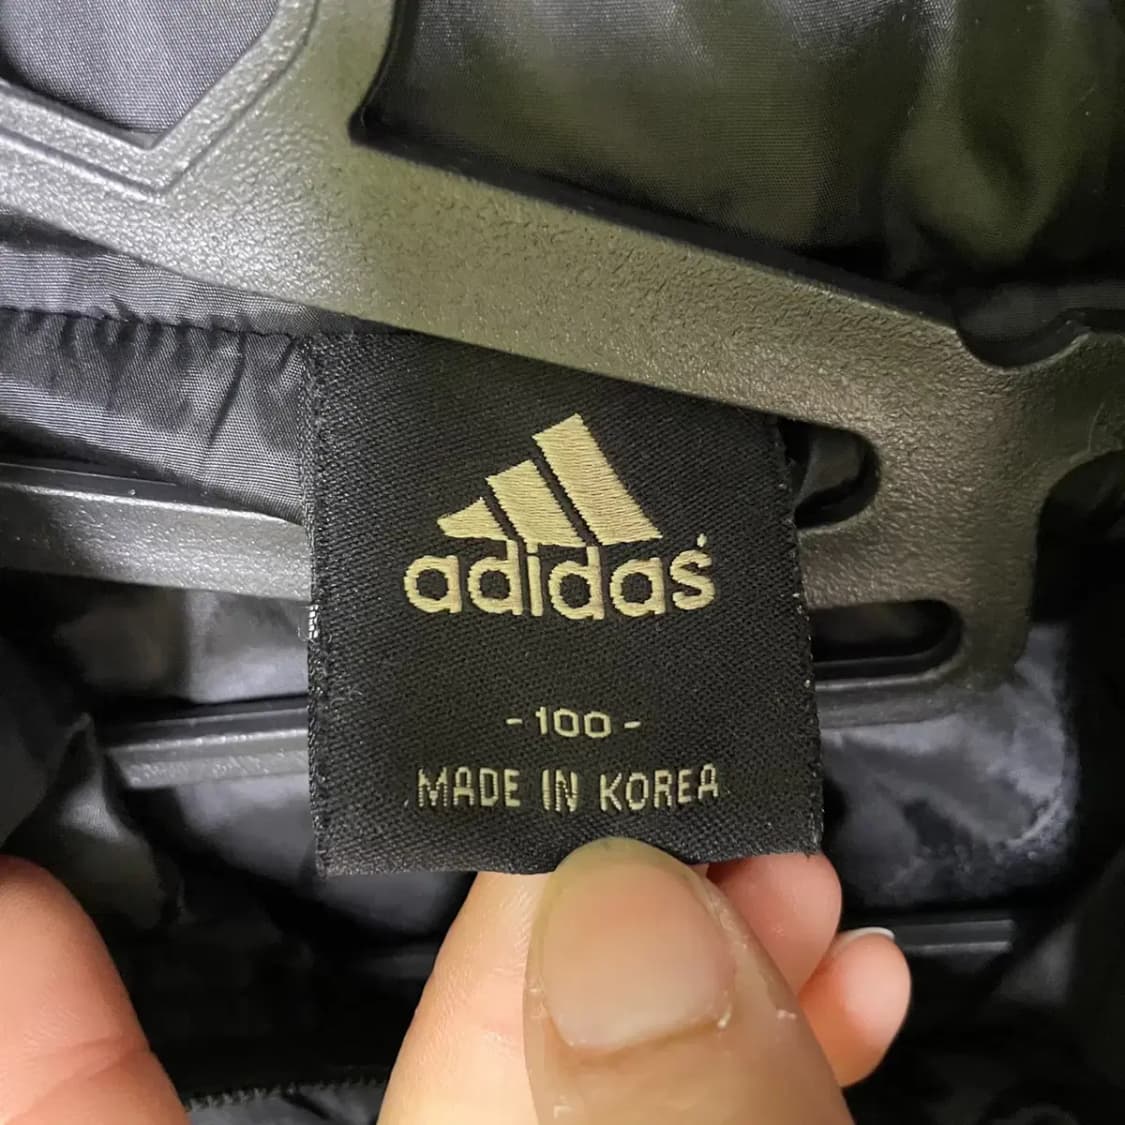 adidas
- 100 -
MADE IN KOREA